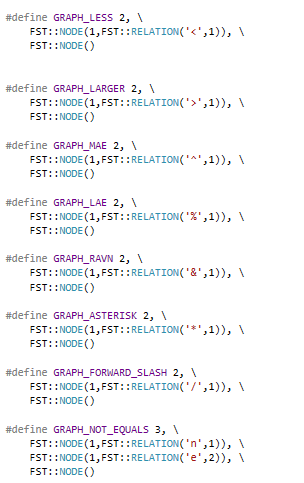 #define GRAPH_LESS 2, \
FST::NODE(1,FST::RELATION('<',1)), \
FST::NODE()
#define GRAPH_LARGER 2, \
FST::NODE(1,FST::RELATION('>',1)), \
FST::NODE()
#define GRAPH_MAE 2, \
FST::NODE(1,FST::RELATION('^',1)), \
FST::NODE()
#define GRAPH_LAE 2, \
FST::NODE(1,FST::RELATION('%',1)), \
FST::NODE()
#define GRAPH_RAVN 2, \
FST::NODE(1,FST::RELATION('&',1)), \
FST::NODE()
#define GRAPH_ASTERISK 2, \
FST::NODE(1,FST::RELATION('*',1)), \
FST::NODE()
#define GRAPH_FORWARD_SLASH 2, \
FST::NODE(1,FST::RELATION('/',1)), \
FST::NODE()
#define GRAPH_NOT_EQUALS 3, \
FST::NODE(1,FST::RELATION('n',1)), \
FST::NODE(1,FST::RELATION('e',2)), \
FST::NODE()